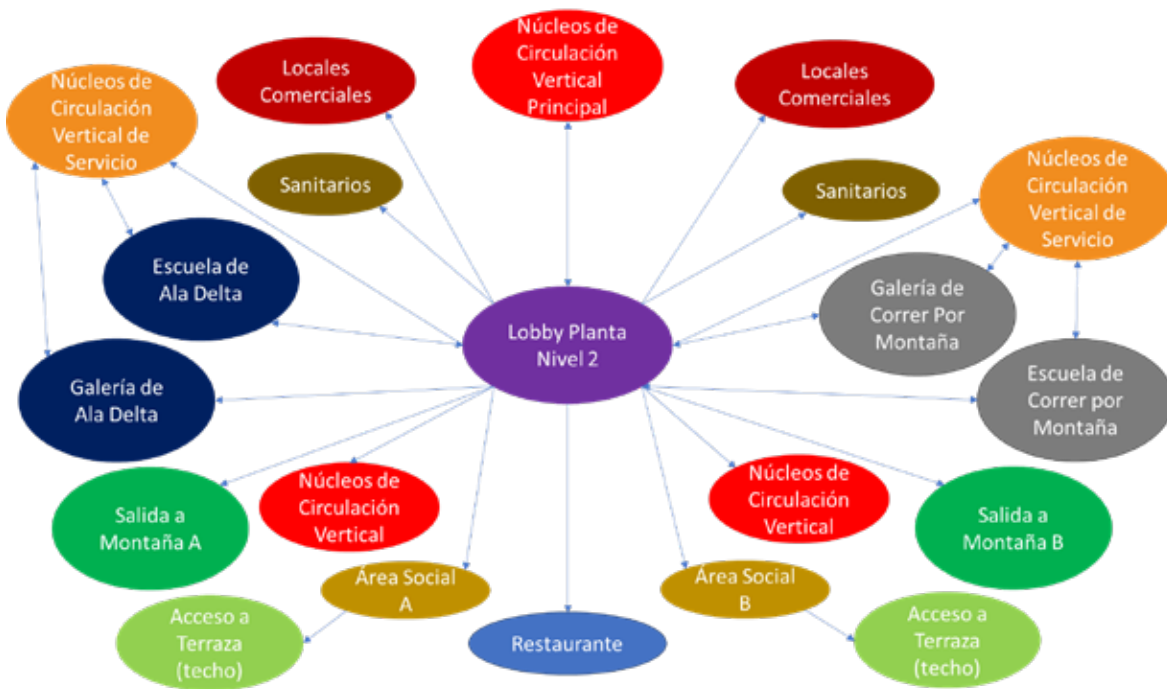 Núcleos de
Circulación
Vertical
Principal
Locales
Comerciales
Locales
Comerciales
Núcleos de
Circulación
Vertical de
Servicio
Sanitarios
Sanitarios
Núcleos de
Circulación
Vertical de
Servicio
Escuela de
Ala Delta
Galería de
Correr Por
Montaña
Lobby Planta
Nivel 2
Galería de
Ala Delta
Escuela de
Correr por
Montaña
Salida a
Montaña A
Núcleos de
Circulación
Vertical
Núcleos de
Circulación
Vertical
Salida a
Montaña B
Área Social
A
Área Social
B
Acceso a
Terraza
(techo)
Restaurante
Acceso a
Terraza
(techo)